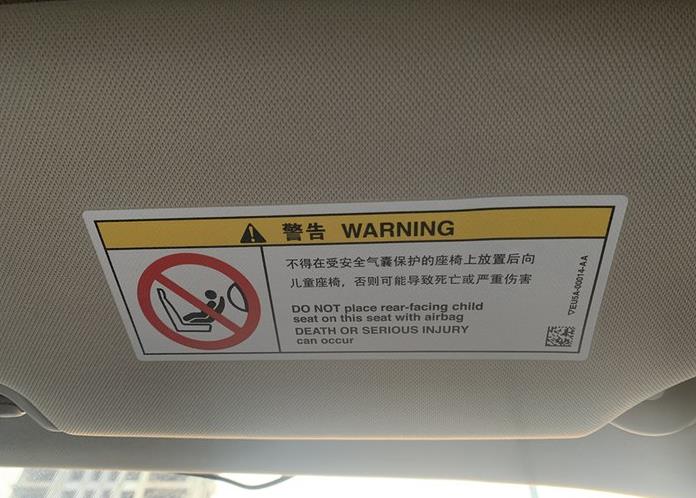 警告 WARNING
不得在受安全气囊保护的座椅上放置后向
儿童座椅，否则可能导致死亡或严重伤害
DO NOT place rear-facing child
seat on this seat with airbag
DEATH OR SERIOUS INJURY
can occur
▽EU5A-00014-AA